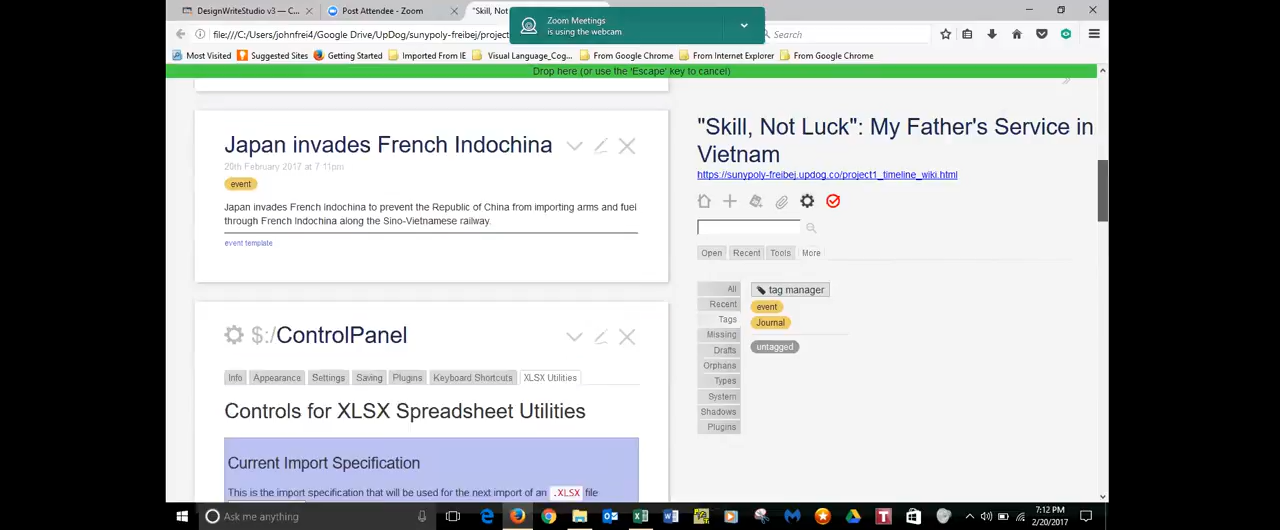 DesignWriteStudio v3 — C...
Post Attendee - Zoom
"Skill, Not Luck": My Father's
Zoom Meetings
is using the webcam
file:///C:/Users/johnfrei4/Google Drive/UpDog/sunypoly-freibej/project
Search
Most Visited
Suggested Sites
Getting Started
Imported From IE
Visual Language_Cog...
From Google Chrome
From Internet Explorer
From Google Chrome
Drop here (or use the 'Escape' key to cancel)
Japan invades French Indochina
20th February 2017 at 7:11pm
event
Japan invades French Indochina to prevent the Republic of China from importing arms and fuel
through French Indochina along the Sino-Vietnamese railway.
event template
$:/ControlPanel
Info
Appearance
Settings
Saving
Plugins
Keyboard Shortcuts
XLSX Utilities
Controls for XLSX Spreadsheet Utilities
Current Import Specification
This is the import specification that will be used for the next import of an .XLSX file
"Skill, Not Luck": My Father's Service in
Vietnam
https://sunypoly-freibej.updog.co/project1_timeline_wiki.html
Open
Recent
Tools
More
All
Recent
Tags
Missing
Drafts
Orphans
Types
System
Shadows
Plugins
tag manager
event
Journal
untagged
Ask me anything
7:12 PM
2/20/2017